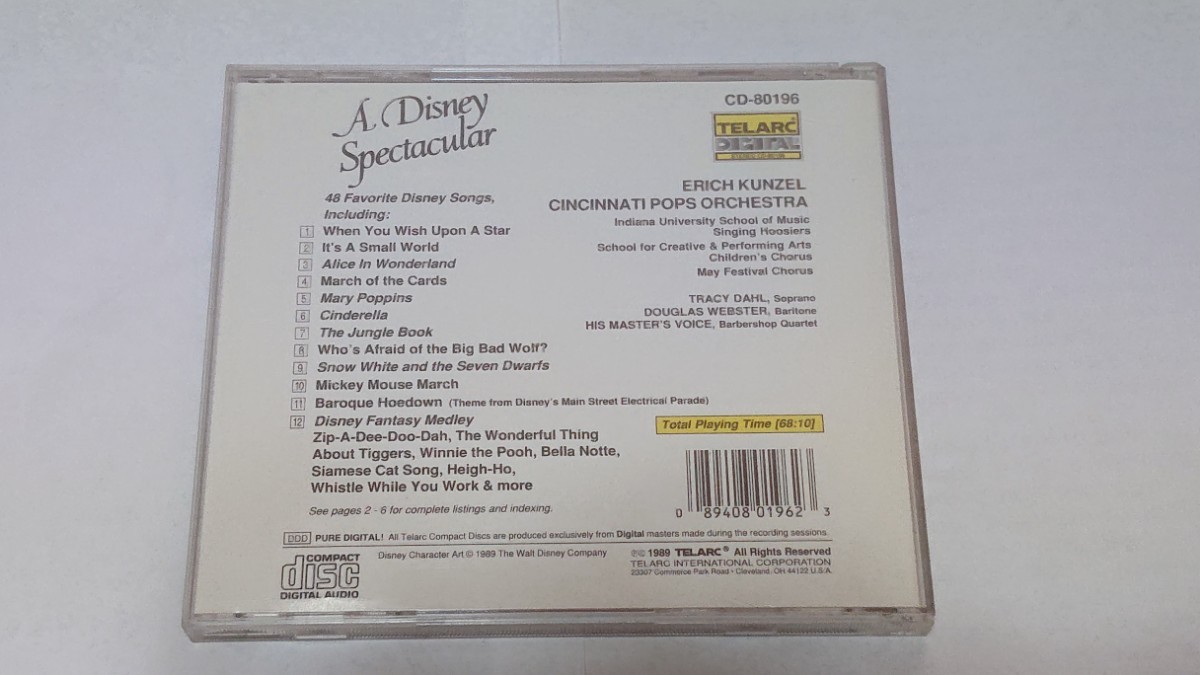 A Disney
Spectacular
48 Favorite Disney Songs,
Including:
1 When You Wish Upon A Star
2 It's A Small World
3 Alice In Wonderland
4 March of the Cards
5 Mary Poppins
6 Cinderella
7 The Jungle Book
8 Who's Afraid of the Big Bad Wolf?
9 Snow White and the Seven Dwarfs
10 Mickey Mouse March
11 Baroque Hoedown (Theme from Disney's Main Street Electrical Parade)
12 Disney Fantasy Medley
Zip-A-Dee-Doo-Dah, The Wonderful Thing
About Tiggers, Winnie the Pooh, Bella Notte,
Siamese Cat Song, Heigh-Ho,
Whistle While You Work & more
See pages 2 - 6 for complete listings and indexing.
CD-80196
TELARC®
DIGITAL
ERICH KUNZEL
CINCINNATI POPS ORCHESTRA
Indiana University School of Music
Singing Hoosiers
School for Creative & Performing Arts
Children's Chorus
May Festival Chorus
TRACY DAHL, Soprano
DOUGLAS WEBSTER, Baritone
HIS MASTER'S VOICE, Barbershop Quartet
Total Playing Time [68:10]
0 89408 01962 3
DDD PURE DIGITAL! All Telarc Compact Discs are produced exclusively from Digital masters made during the recording sessions.
COMPACT
disc
DIGITAL AUDIO
Disney Character Art © 1989 The Walt Disney Company
℗© 1989 TELARC® All Rights Reserved
TELARC INTERNATIONAL CORPORATION
23307 Commerce Park Road • Cleveland, OH 44122 U.S.A.